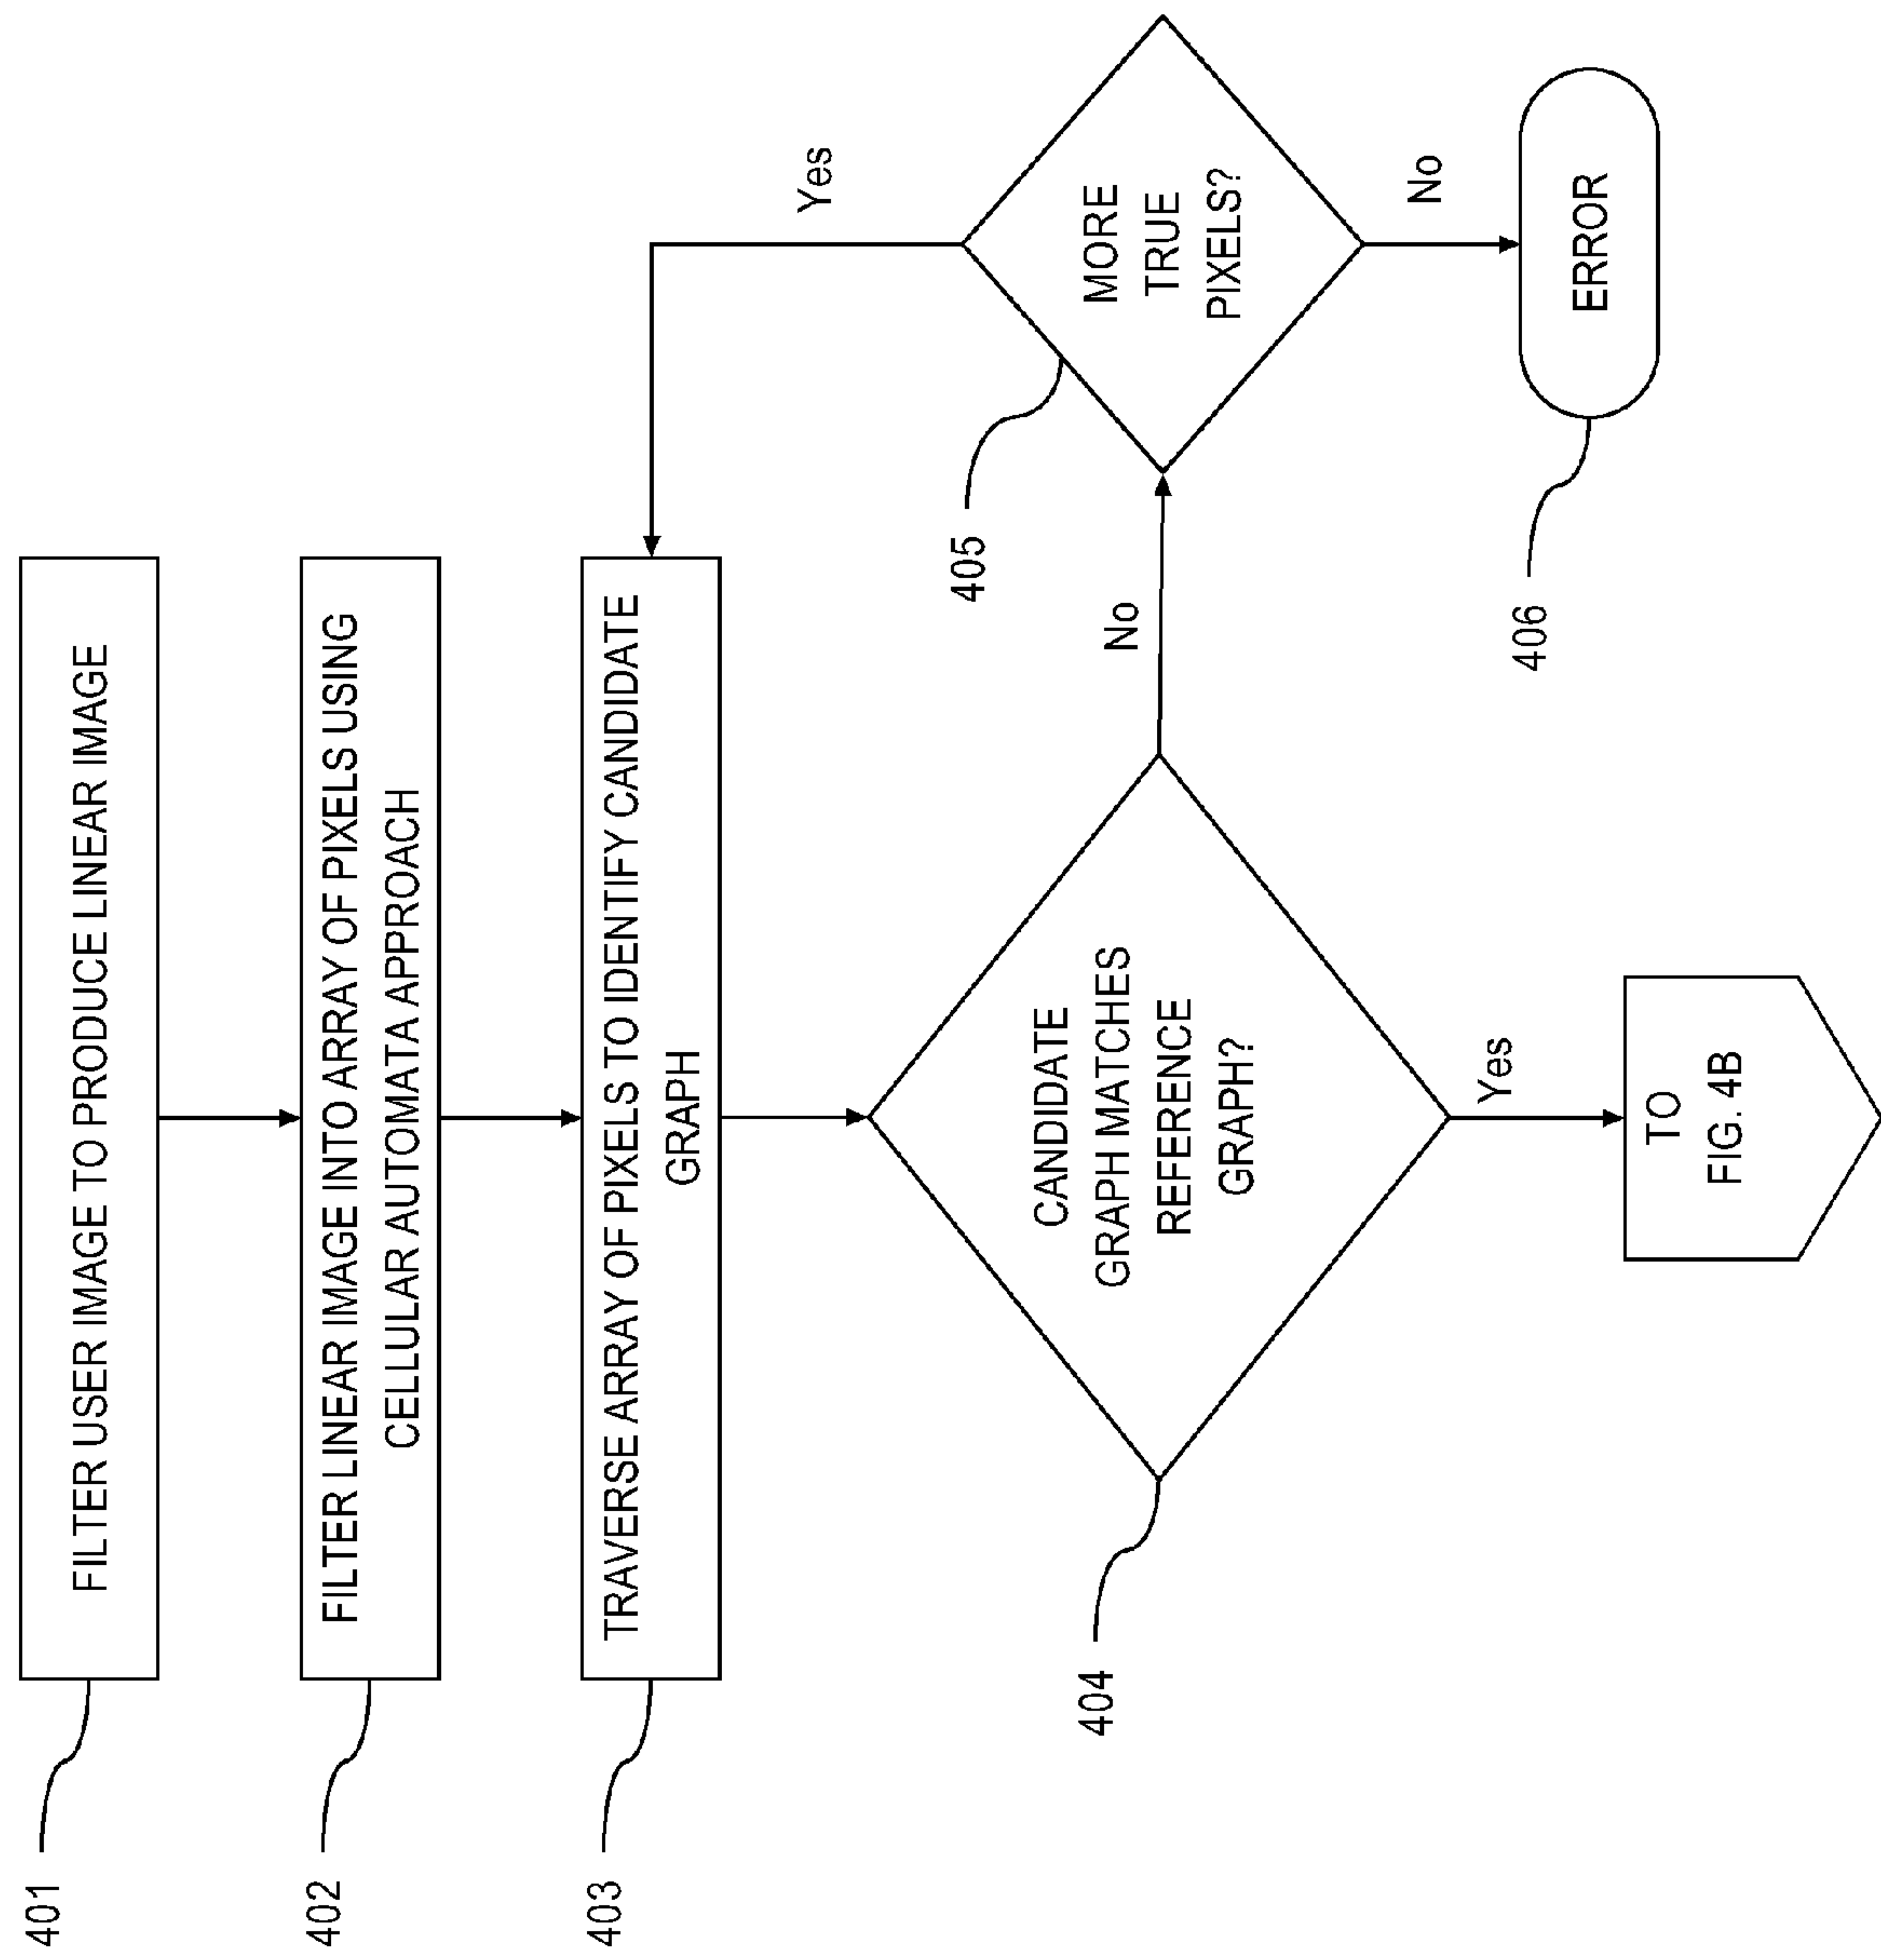 401
FILTER USER IMAGE TO PRODUCE LINEAR IMAGE
402
FILTER LINEAR IMAGE INTO ARRAY OF PIXELS USING
CELLULAR AUTOMATA APPROACH
403
TRAVERSE ARRAY OF PIXELS TO IDENTIFY CANDIDATE
GRAPH
404
CANDIDATE
GRAPH MATCHES
REFERENCE
GRAPH?
No
Yes
405
MORE
TRUE
PIXELS?
Yes
No
406
ERROR
TO
FIG. 4B